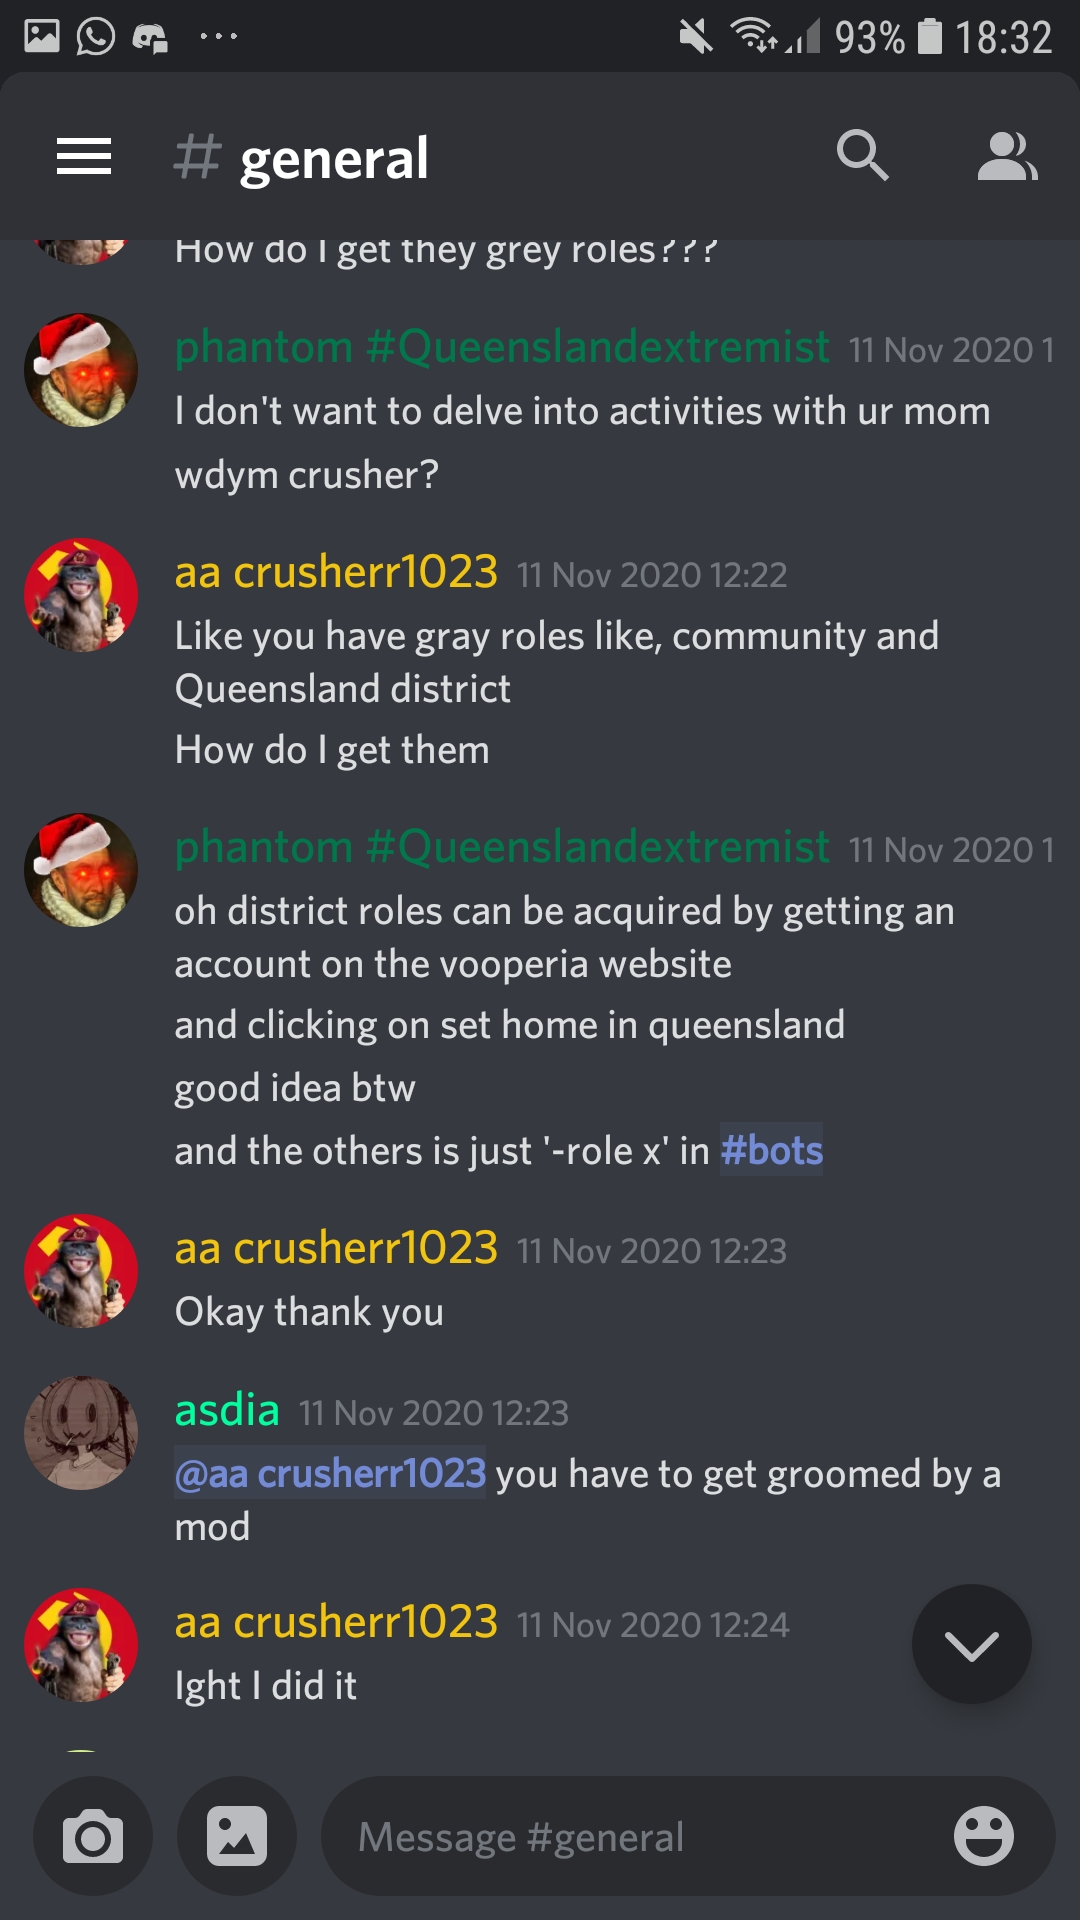 93% 18:32
# general
How do I get they grey roles???
phantom #Queenslandextremist 11 Nov 2020 1
I don't want to delve into activities with ur mom
wdym crusher?
aa crusherr1023 11 Nov 2020 12:22
Like you have gray roles like, community and
Queensland district
How do I get them
phantom #Queenslandextremist 11 Nov 2020 1
oh district roles can be acquired by getting an
account on the vooperia website
and clicking on set home in queensland
good idea btw
and the others is just '-role x' in #bots
aa crusherr1023 11 Nov 2020 12:23
Okay thank you
asdia 11 Nov 2020 12:23
@aa crusherr1023 you have to get groomed by a
mod
aa crusherr1023 11 Nov 2020 12:24
Ight I did it
Message #general